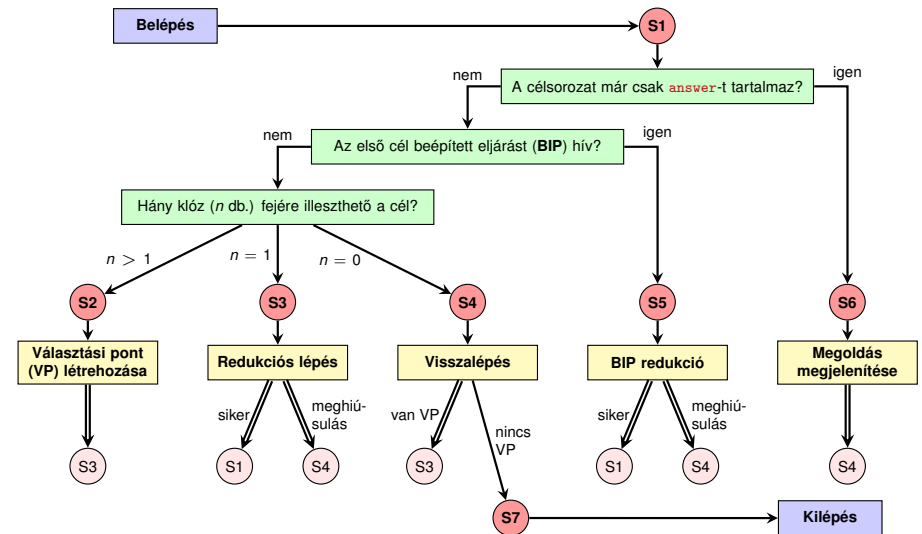 Belépés
S1
A célsorozat már csak answer-t tartalmaz?
nem
igen
Az első cél beépített eljárást (BIP) hív?
nem
igen
Hány klóz (n db.) fejére illeszthető a cél?
n > 1
n = 1
n = 0
S2
S3
S4
S5
S6
Választási pont
(VP) létrehozása
Redukciós lépés
Visszalépés
BIP redukció
Megoldás
megjelenítése
siker
meghiú-
sulás
van VP
nincs
VP
siker
meghiú-
sulás
S3
S1
S4
S3
S1
S4
S4
S7
Kilépés